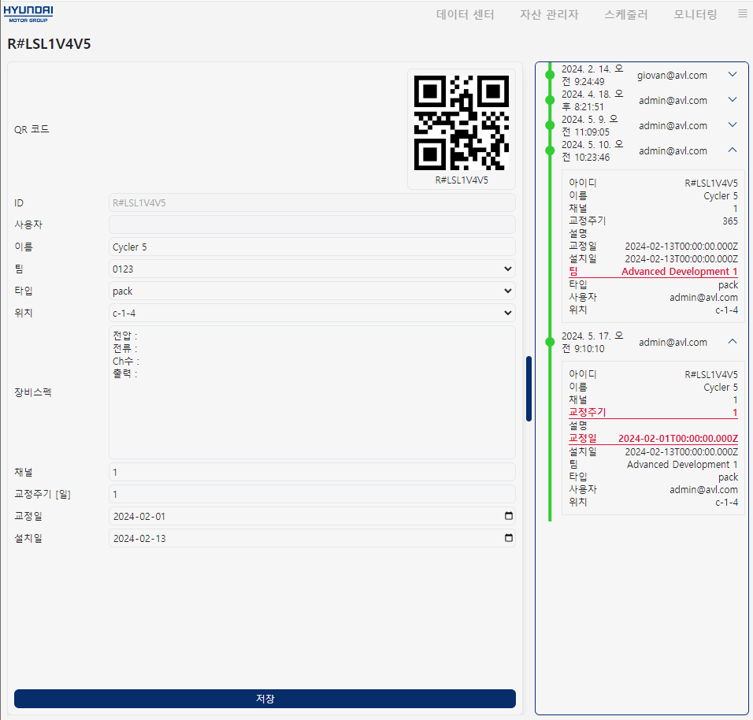 HYUNDAI
MOTOR GROUP
데이터 센터 자산 관리자 스케줄러 모니터링
R#LSL1V4V5
QR 코드
R#LSL1V4V5
ID R#LSL1V4V5
사용자
이름 Cycler 5
팀 0123
타입 pack
위치 c-1-4
장비스펙
전압 :
전류 :
Ch수 :
출력 :
채널 1
교정주기 [일] 1
교정일 2024-02-01
설치일 2024-02-13
저장
2024. 2. 14. 오
전 9:24:49 giovan@avl.com
2024. 4. 18. 오
후 8:21:51 admin@avl.com
2024. 5. 9. 오
전 11:09:05 admin@avl.com
2024. 5. 10. 오
전 10:23:46 admin@avl.com
아이디 R#LSL1V4V5
이름 Cycler 5
채널 1
교정주기 365
설명
교정일 2024-02-13T00:00:00.000Z
설치일 2024-02-13T00:00:00.000Z
팀 Advanced Development 1
타입 pack
사용자 admin@avl.com
위치 c-1-4
2024. 5. 17. 오
전 9:10:10 admin@avl.com
아이디 R#LSL1V4V5
이름 Cycler 5
채널 1
교정주기 1
설명
교정일 2024-02-01T00:00:00.000Z
설치일 2024-02-13T00:00:00.000Z
팀 Advanced Development 1
타입 pack
사용자 admin@avl.com
위치 c-1-4